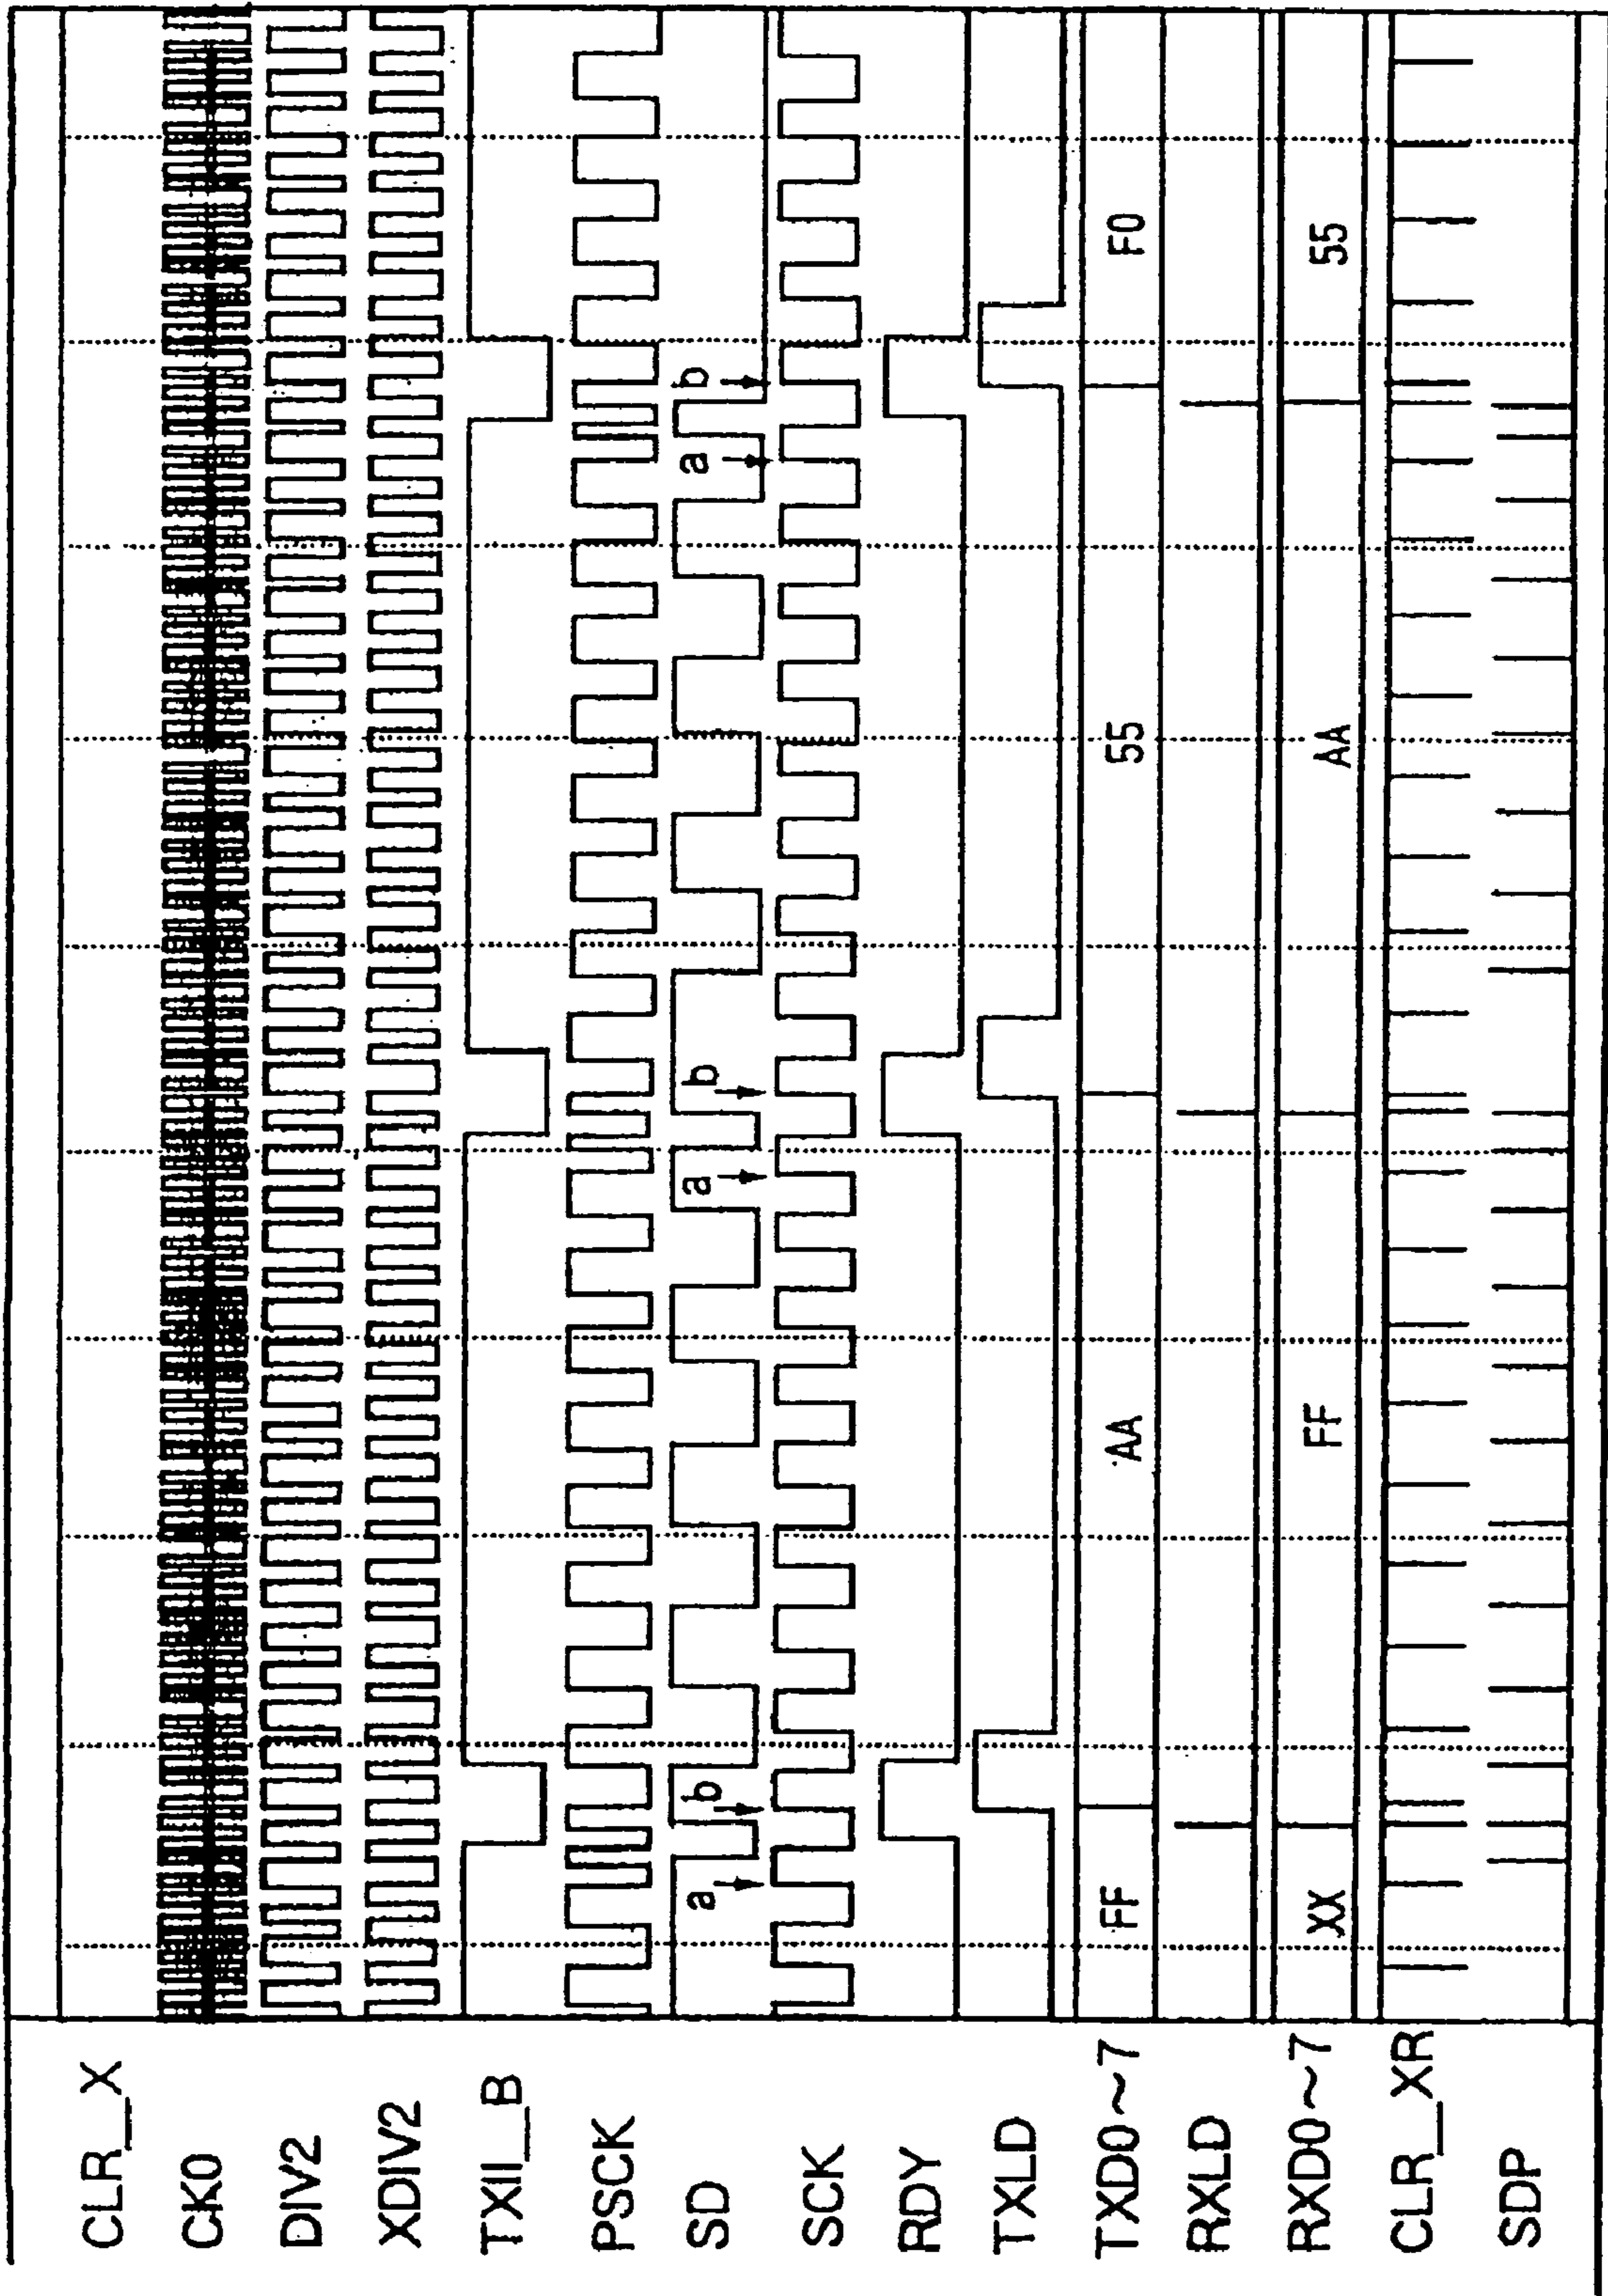 CLR_X
CK0
DIV2
XDIV2
TXII_B
PSCK
SD a b a b a b
SCK
RDY
TXLD
TXD0~7 FF AA 55 F0
RXLD
RXD0~7 XX FF AA 55
CLR_XR
SDP